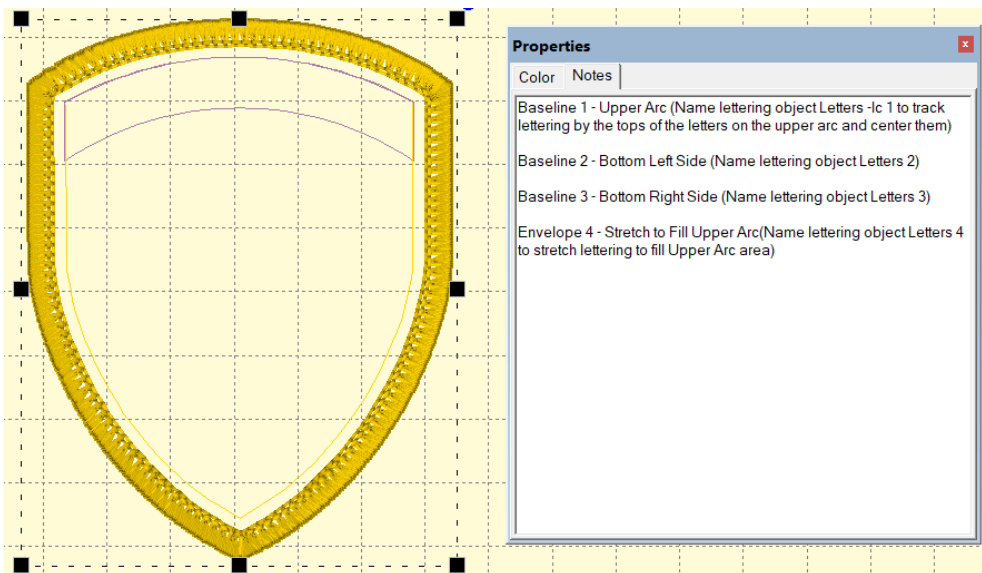 Properties
x
Color Notes
Baseline 1 - Upper Arc (Name lettering object Letters -lc 1 to track
lettering by the tops of the letters on the upper arc and center them)
Baseline 2 - Bottom Left Side (Name lettering object Letters 2)
Baseline 3 - Bottom Right Side (Name lettering object Letters 3)
Envelope 4 - Stretch to Fill Upper Arc(Name lettering object Letters 4
to stretch lettering to fill Upper Arc area)